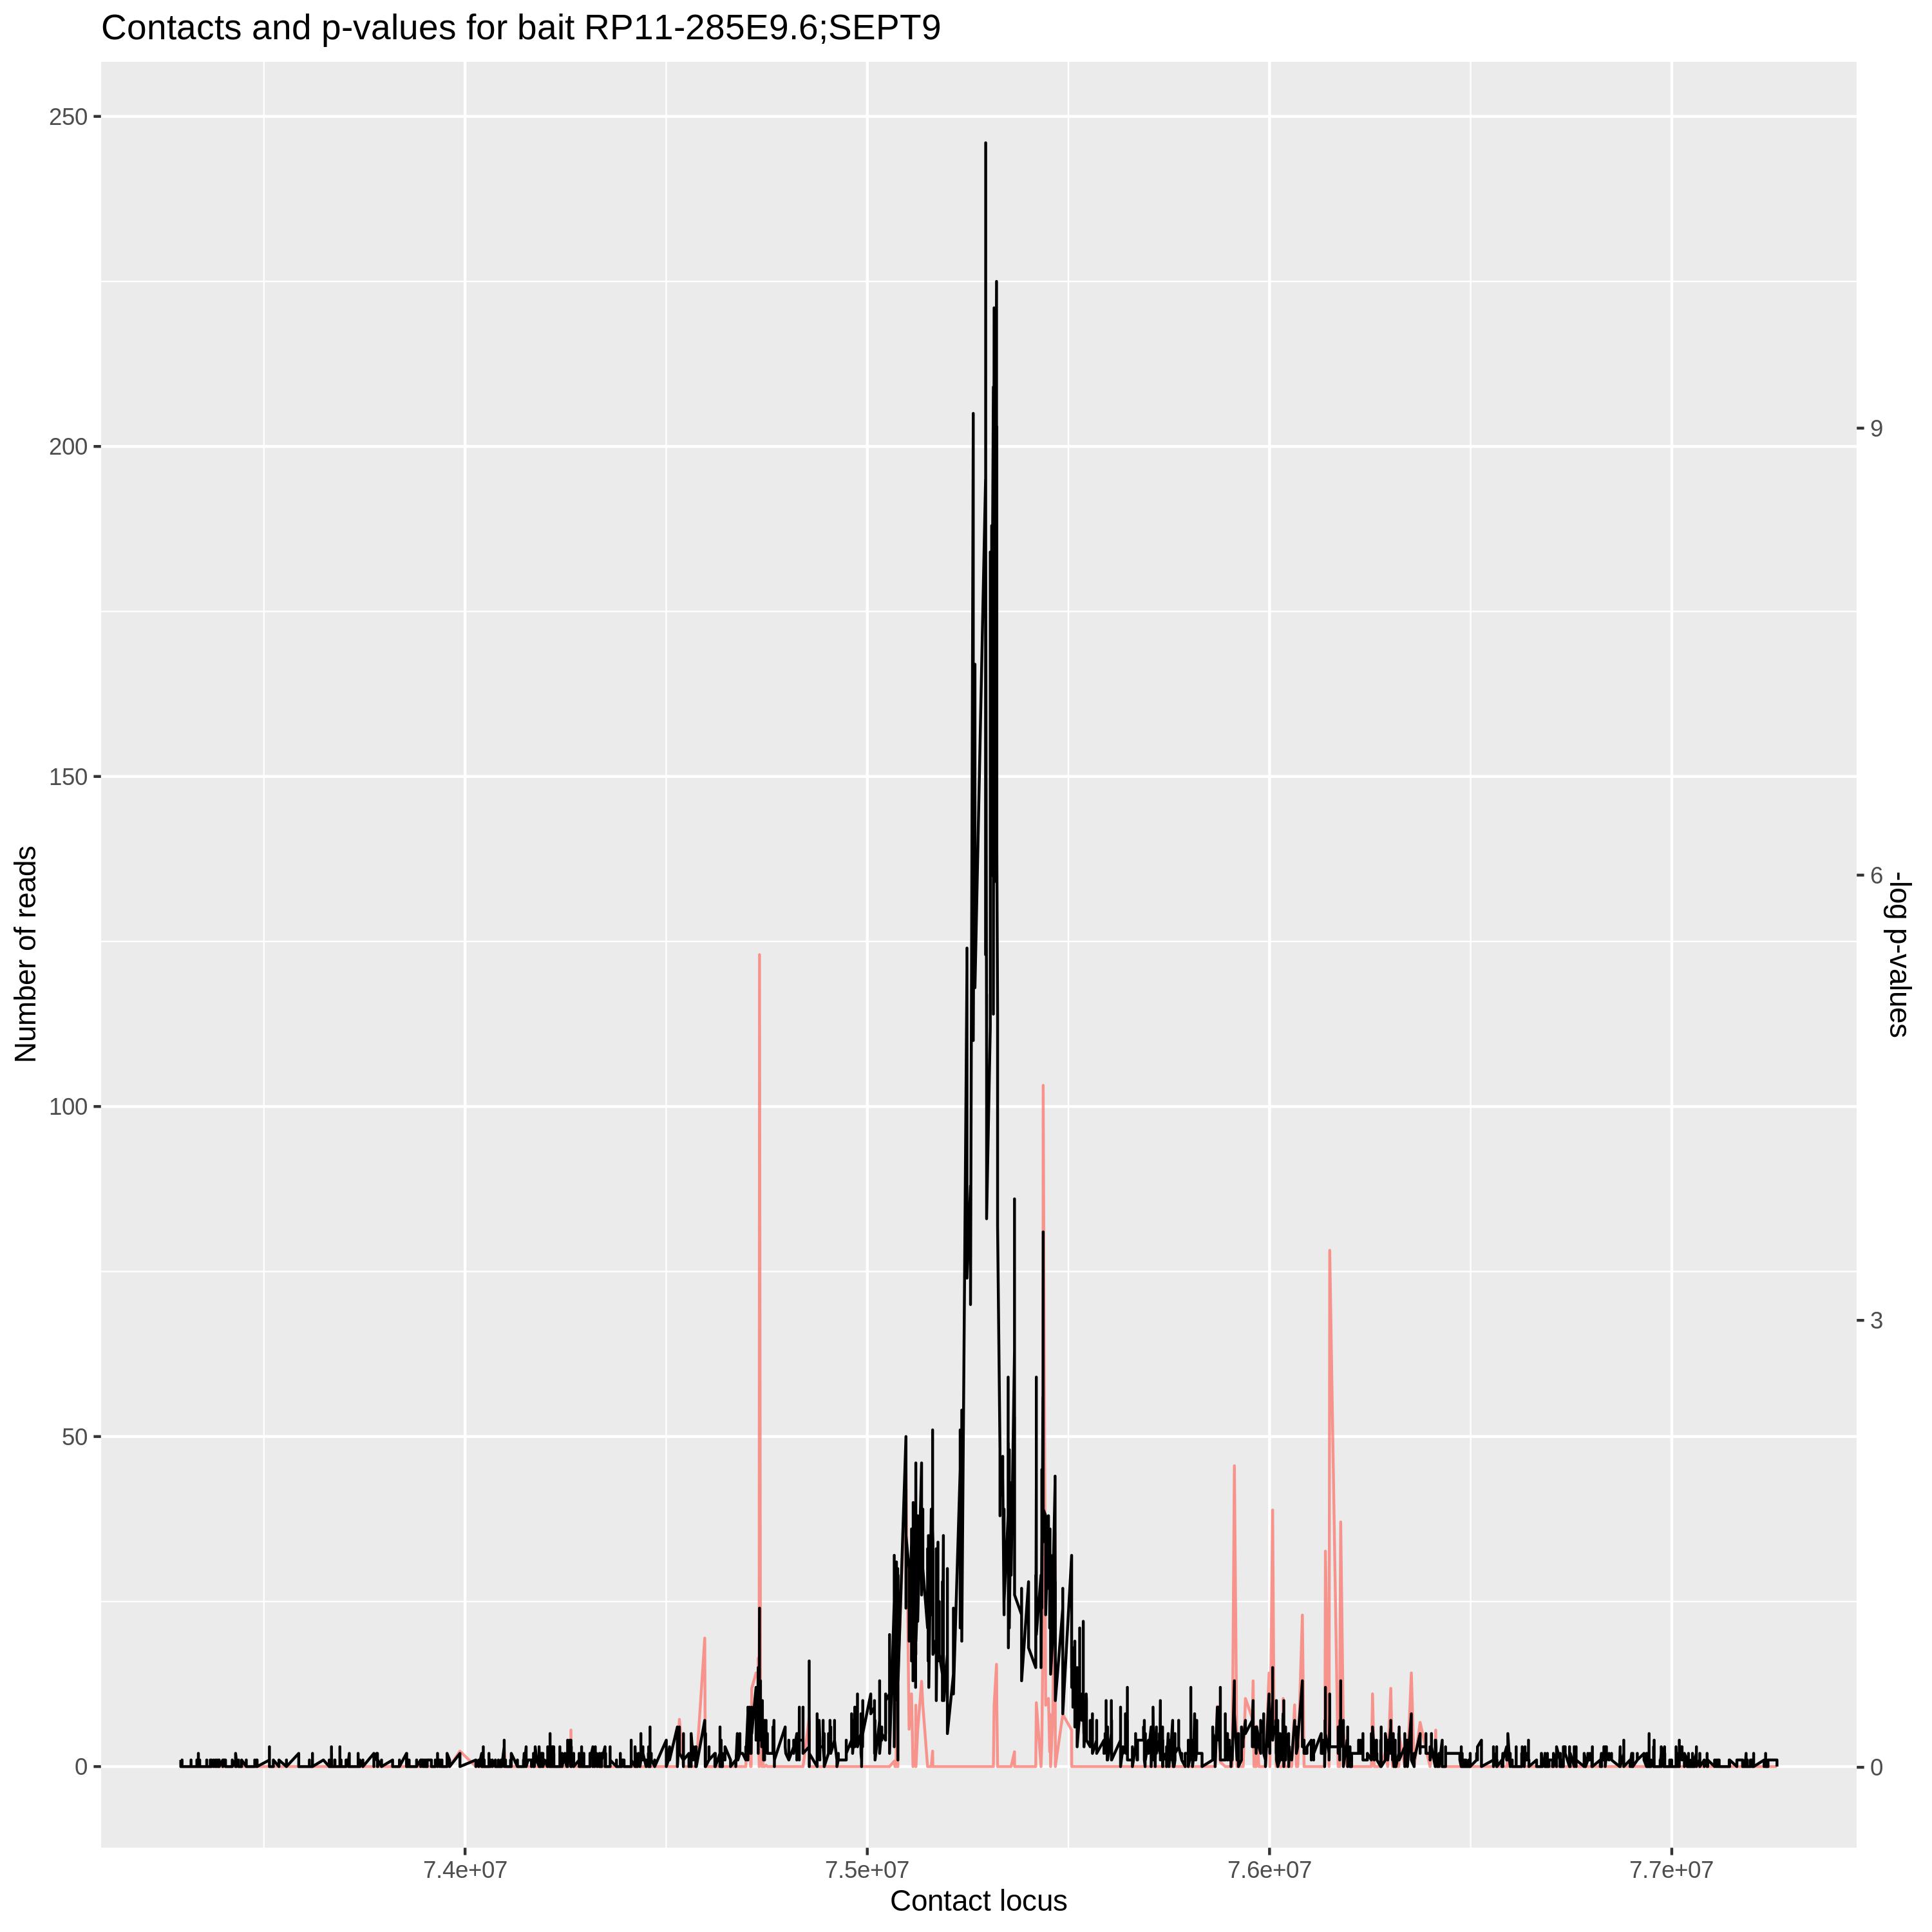 Contacts and p-values for bait RP11-285E9.6;SEPT9
250
200
150
100
50
0
Number of reads
9
6
3
0
-log p-values
7.4e+07 7.5e+07 7.6e+07 7.7e+07
Contact locus